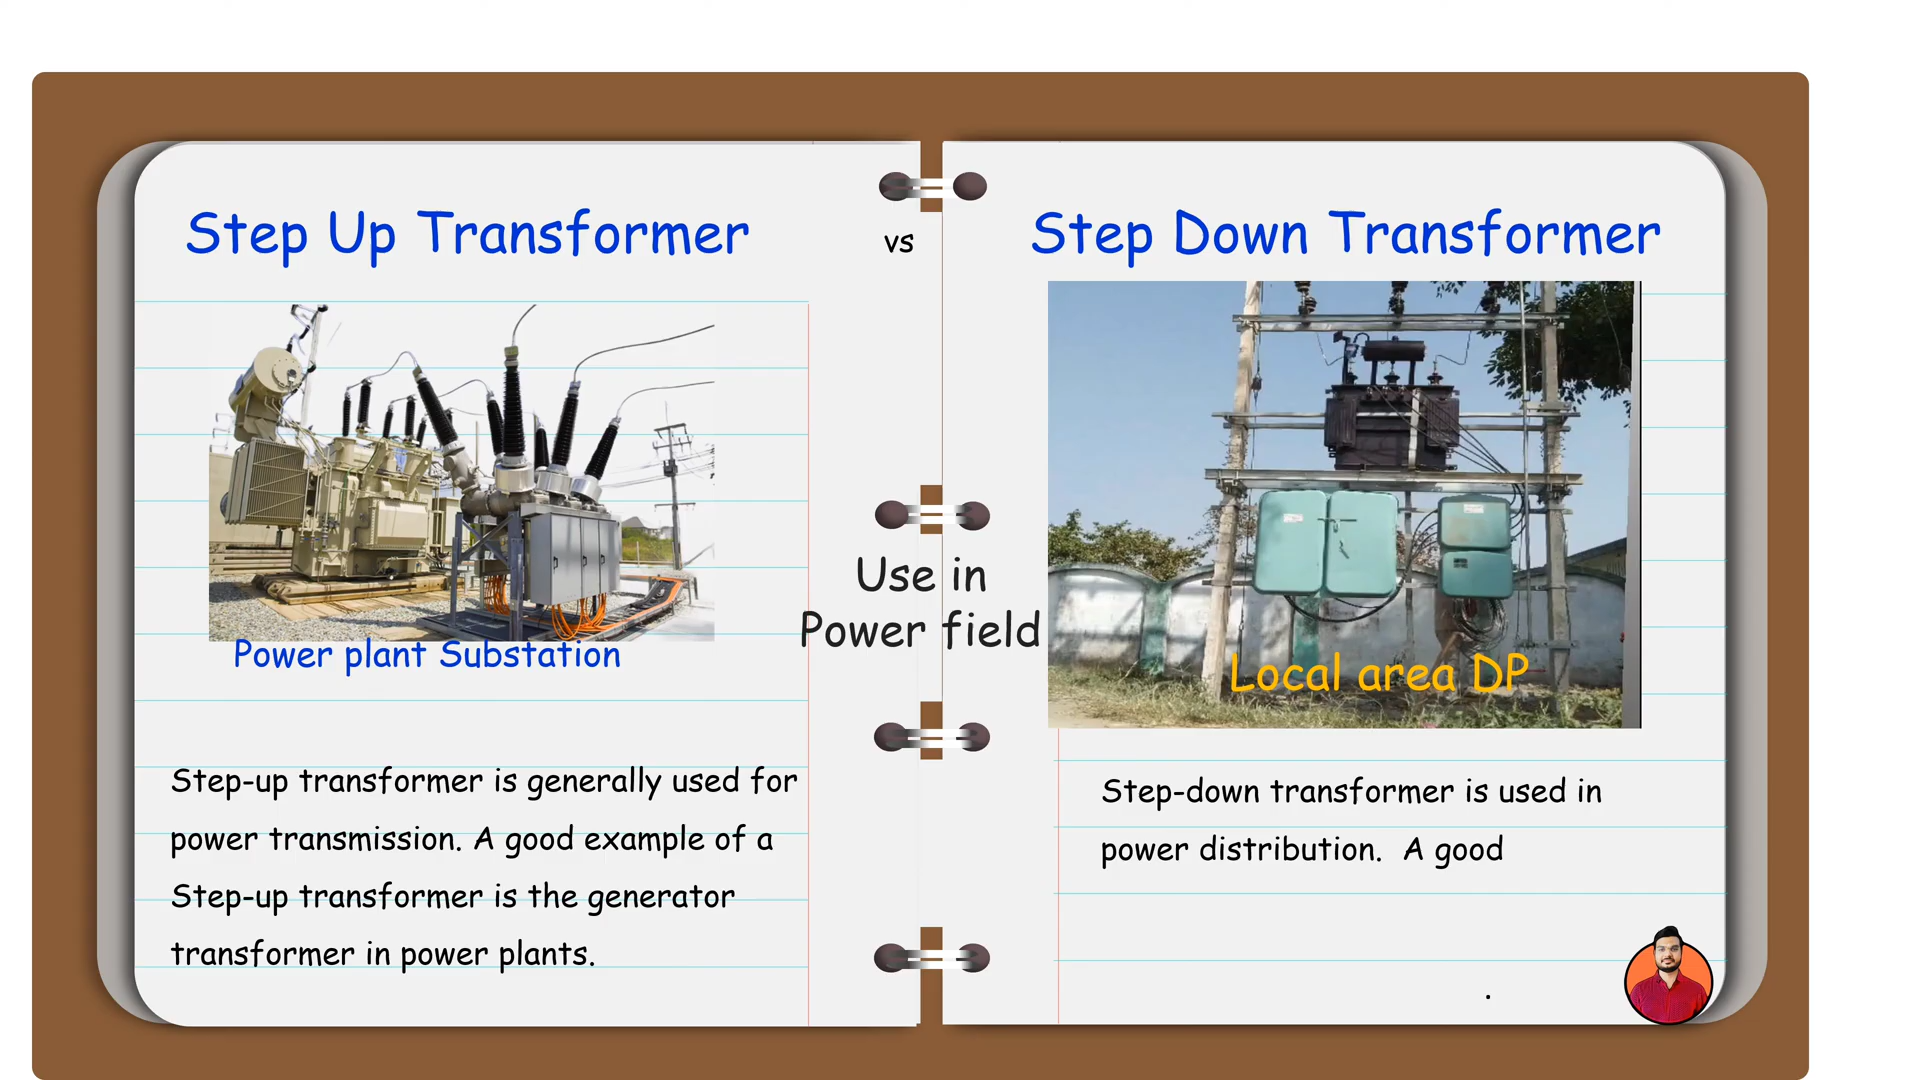 Step Up Transformer
vs
Step Down Transformer
Power plant Substation
Use in
Power field
Local area DP
Step-up transformer is generally used for
power transmission. A good example of a
Step-up transformer is the generator
transformer in power plants.
Step-down transformer is used in
power distribution.  A good
.